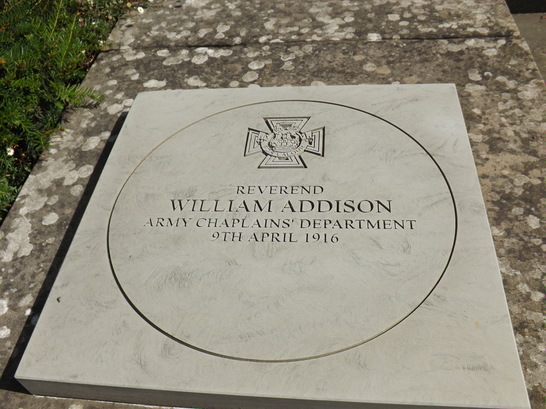 REVEREND
WILLIAM ADDISON
ARMY CHAPLAINS' DEPARTMENT
9TH APRIL 1916